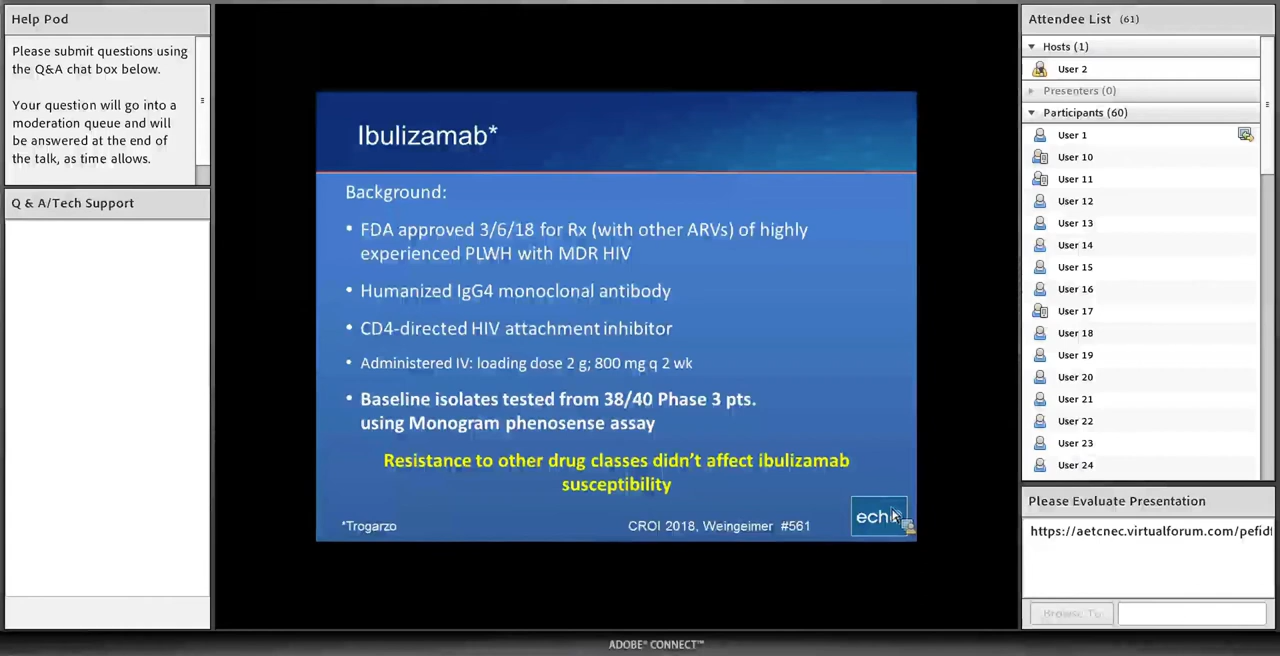 Help Pod
Please submit questions using
the Q&A chat box below.
Your question will go into a
moderation queue and will
be answered at the end of
the talk, as time allows.
Q & A/Tech Support
Ibulizamab*
Background:
• FDA approved 3/6/18 for Rx (with other ARVs) of highly
experienced PLWH with MDR HIV
• Humanized IgG4 monoclonal antibody
• CD4-directed HIV attachment inhibitor
• Administered IV: loading dose 2 g; 800 mg q 2 wk
• Baseline isolates tested from 38/40 Phase 3 pts.
using Monogram phenosense assay
Resistance to other drug classes didn't affect ibulizamab
susceptibility
*Trogarzo
CROI 2018, Weingeimer #561
echo
Attendee List (61)
Hosts (1)
User 2
Presenters (0)
Participants (60)
User 1
User 10
User 11
User 12
User 13
User 14
User 15
User 16
User 17
User 18
User 19
User 20
User 21
User 22
User 23
User 24
Please Evaluate Presentation
https://aetcnec.virtualforum.com/pefid
Browse To
ADOBE® CONNECT™